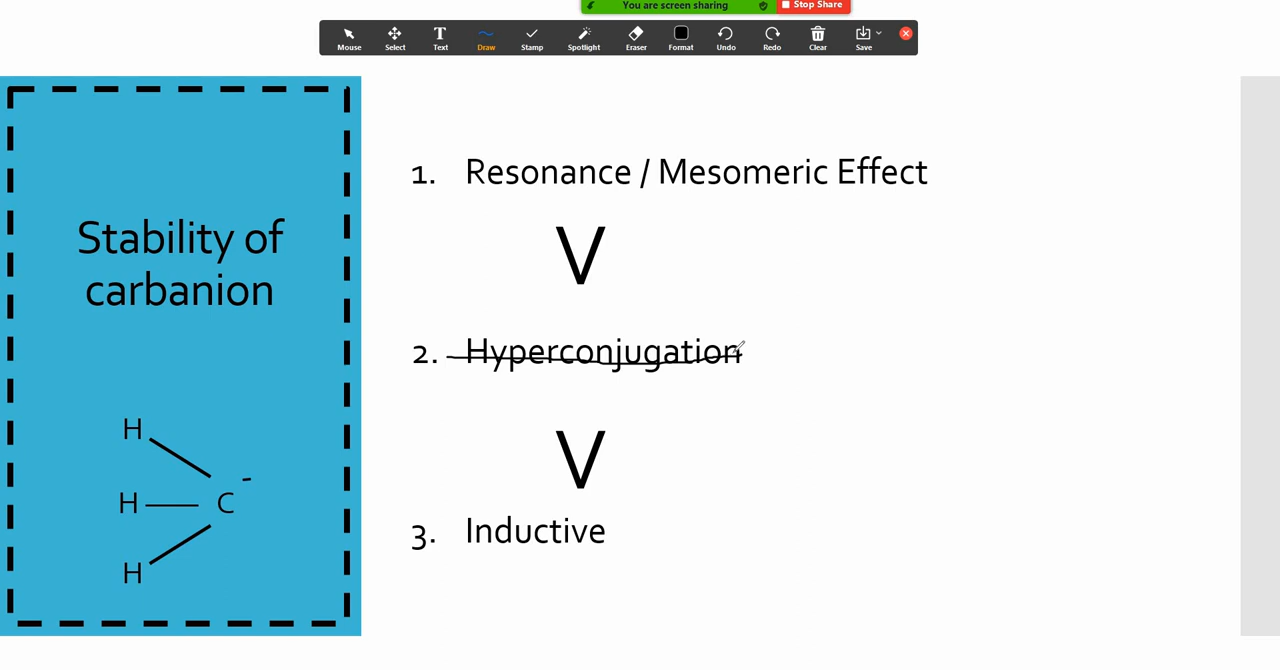 You are screen sharing
Stop Share
Mouse
Select
Text
Draw
Stamp
Spotlight
Eraser
Format
Undo
Redo
Clear
Save
T
Stability of
carbanion
H
H — C -
H
1. Resonance / Mesomeric Effect
V
2. Hyperconjugation
V
3. Inductive